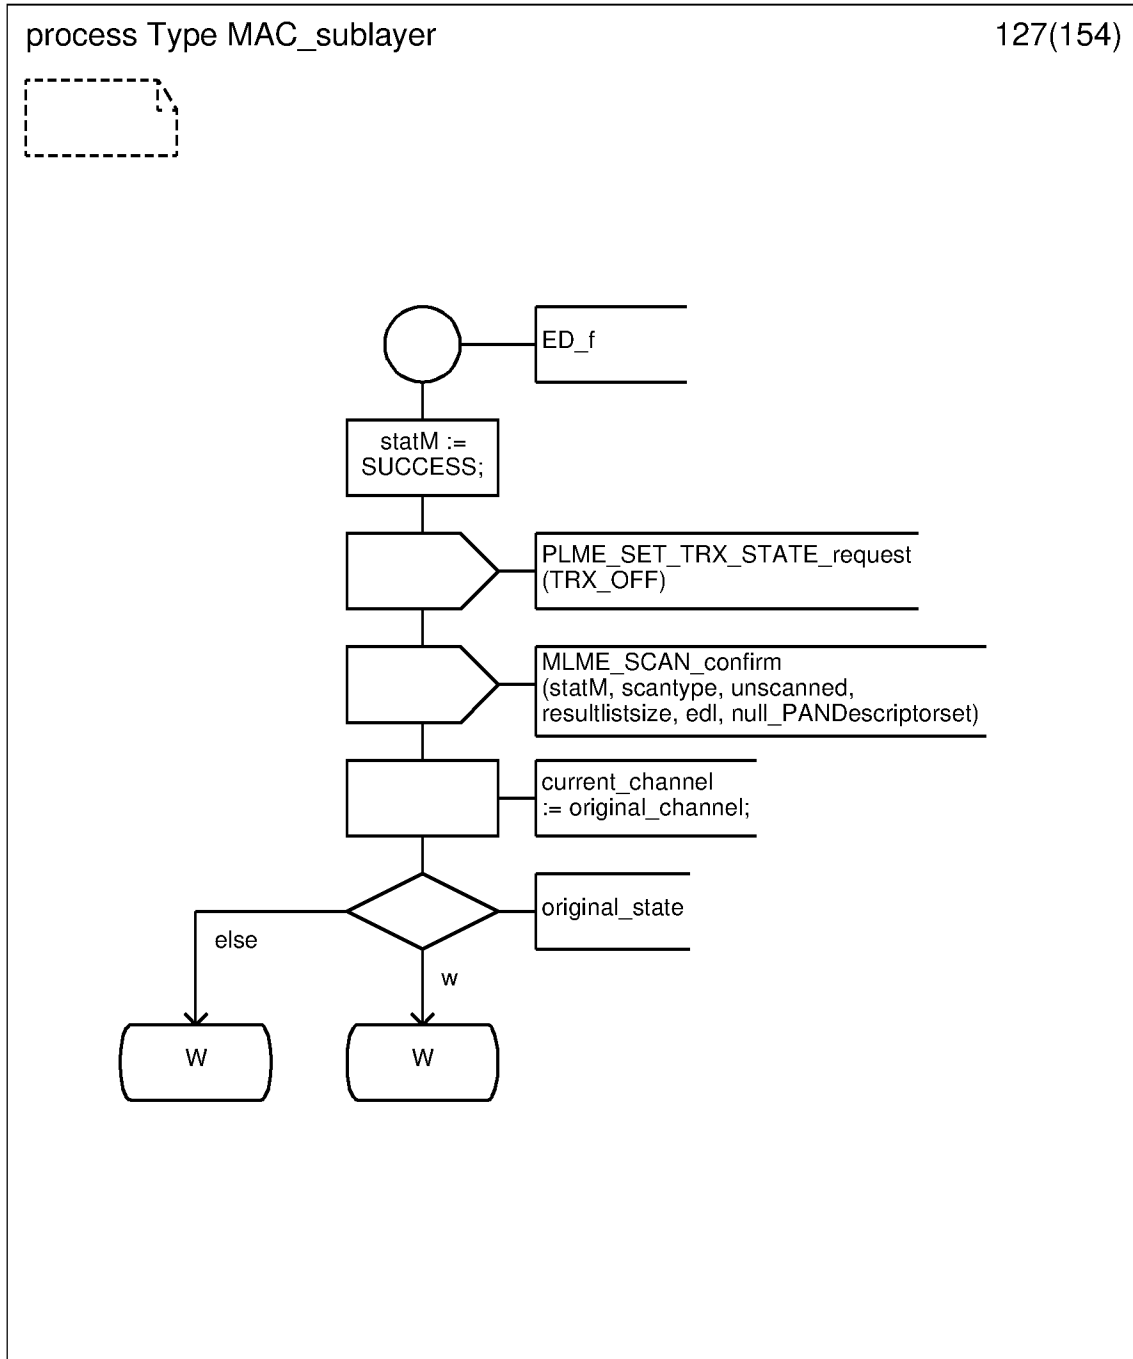 process Type MAC_sublayer
127(154)
ED_f
statM :=
SUCCESS;
PLME_SET_TRX_STATE_request
(TRX_OFF)
MLME_SCAN_confirm
(statM, scantype, unscanned,
resultlistsize, edl, null_PANDescriptorset)
current_channel
:= original_channel;
original_state
else
w
W
W